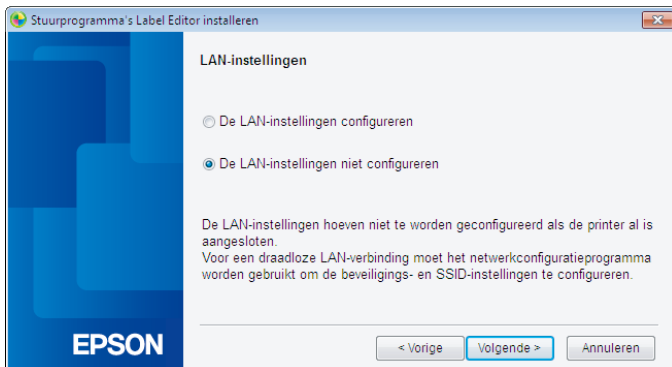 Stuurprogramma's Label Editor installeren
LAN-instellingen
De LAN-instellingen configureren
De LAN-instellingen niet configureren
De LAN-instellingen hoeven niet te worden geconfigureerd als de printer al is
aangesloten.
Voor een draadloze LAN-verbinding moet het netwerkconfiguratieprogramma
worden gebruikt om de beveiligings- en SSID-instellingen te configureren.
EPSON
< Vorige Volgende > Annuleren